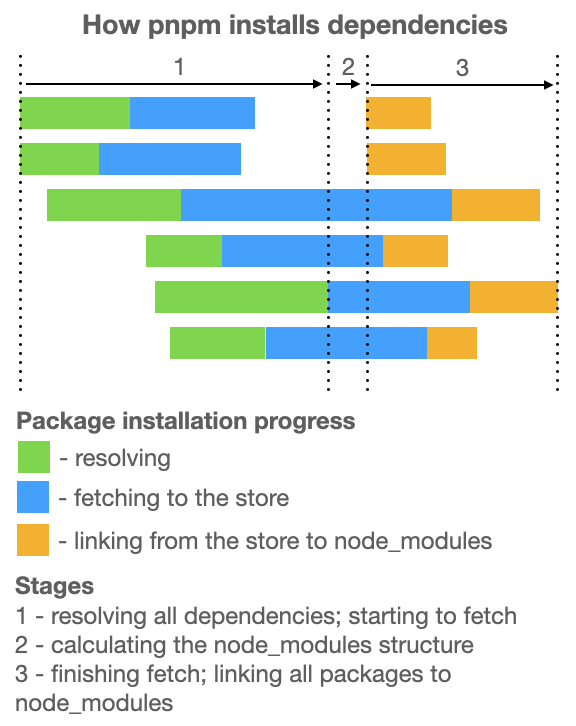 How pnpm installs dependencies
1 2 3
Package installation progress
- resolving
- fetching to the store
- linking from the store to node_modules
Stages
1 - resolving all dependencies; starting to fetch
2 - calculating the node_modules structure
3 - finishing fetch; linking all packages to
node_modules